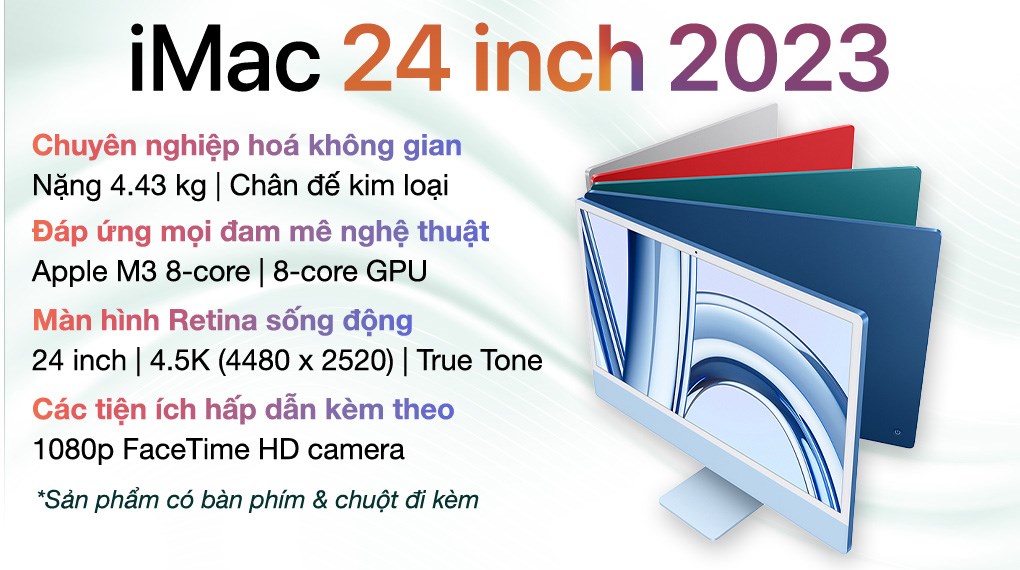 iMac 24 inch 2023
Chuyên nghiệp hoá không gian
Nặng 4.43 kg | Chân đế kim loại
Đáp ứng mọi đam mê nghệ thuật
Apple M3 8-core | 8-core GPU
Màn hình Retina sống động
24 inch | 4.5K (4480 x 2520) | True Tone
Các tiện ích hấp dẫn kèm theo
1080p FaceTime HD camera
*Sản phẩm có bàn phím & chuột đi kèm